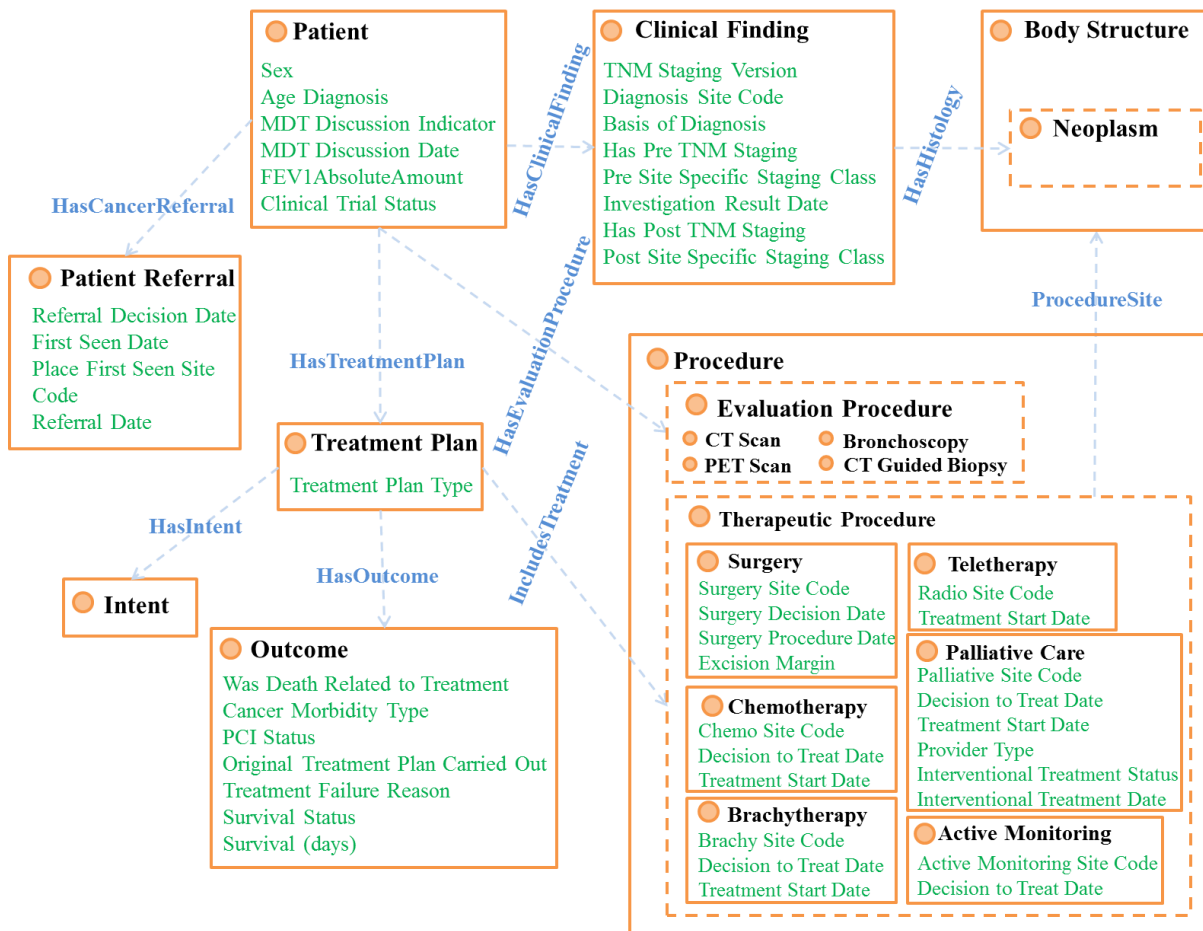 Patient
Sex
Age Diagnosis
MDT Discussion Indicator
MDT Discussion Date
FEV1AbsoluteAmount
Clinical Trial Status
HasClinicalFinding
Clinical Finding
TNM Staging Version
Diagnosis Site Code
Basis of Diagnosis
Has Pre TNM Staging
Pre Site Specific Staging Class
Investigation Result Date
Has Post TNM Staging
Post Site Specific Staging Class
HasHistology
Body Structure
Neoplasm
HasCancerReferral
Patient Referral
Referral Decision Date
First Seen Date
Place First Seen Site
Code
Referral Date
HasTreatmentPlan
HasEvaluationProcedure
ProcedureSite
Treatment Plan
Treatment Plan Type
HasIntent
HasOutcome
IncludesTreatment
Intent
Outcome
Was Death Related to Treatment
Cancer Morbidity Type
PCI Status
Original Treatment Plan Carried Out
Treatment Failure Reason
Survival Status
Survival (days)
Procedure
Evaluation Procedure
CT Scan
Bronchoscopy
PET Scan
CT Guided Biopsy
Therapeutic Procedure
Surgery
Surgery Site Code
Surgery Decision Date
Surgery Procedure Date
Excision Margin
Teletherapy
Radio Site Code
Treatment Start Date
Chemotherapy
Chemo Site Code
Decision to Treat Date
Treatment Start Date
Palliative Care
Palliative Site Code
Decision to Treat Date
Treatment Start Date
Provider Type
Interventional Treatment Status
Interventional Treatment Date
Brachytherapy
Brachy Site Code
Decision to Treat Date
Treatment Start Date
Active Monitoring
Active Monitoring Site Code
Decision to Treat Date